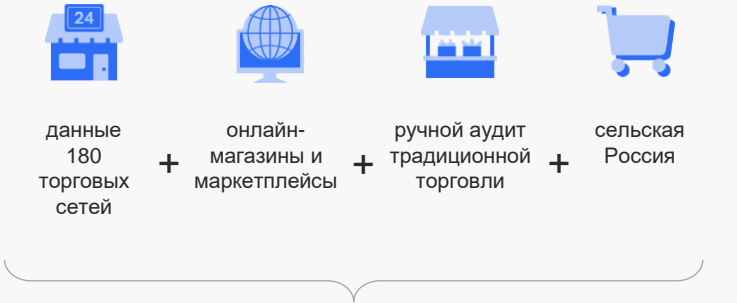 24
данные
180
торговых
сетей
+
онлайн-
магазины и
маркетплейсы
+
ручной аудит
традиционной
торговли
+
сельская
Россия